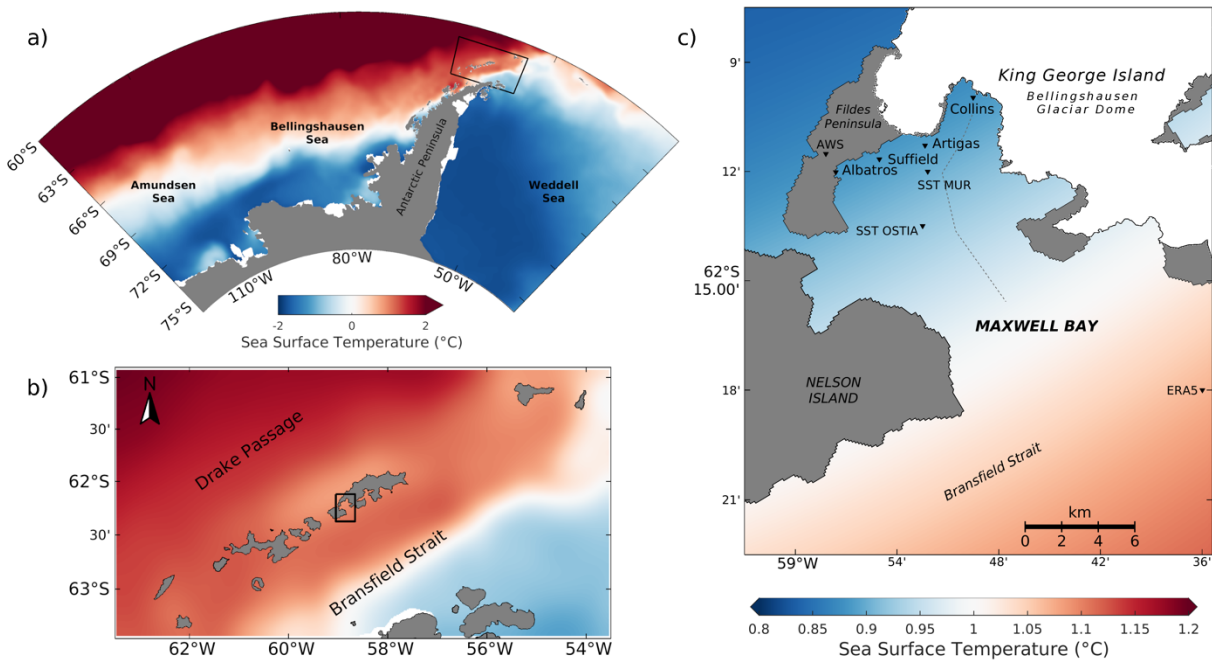 a)
60°S
63°S
66°S
69°S
72°S
75°S
Amundsen
Sea
Bellingshausen
Sea
Antarctic Peninsula
Weddell
Sea
110°W
80°W
50°W
-2
0
2
Sea Surface Temperature (°C)
b)
61°S
30'
62°S
30'
63°S
N
Drake Passage
Bransfield Strait
62°W
60°W
58°W
56°W
54°W
c)
9'
12'
62°S
15.00'
18'
21'
King George Island
Bellingshausen
Glaciar Dome
Fildes
Peninsula
Collins
AWS
Artigas
Suffield
Albatros
SST MUR
SST OSTIA
MAXWELL BAY
NELSON
ISLAND
ERA5
Bransfield Strait
km
0 2 4 6
59°W
54'
48'
42'
36'
0.8
0.85
0.9
0.95
1
1.05
1.1
1.15
1.2
Sea Surface Temperature (°C)